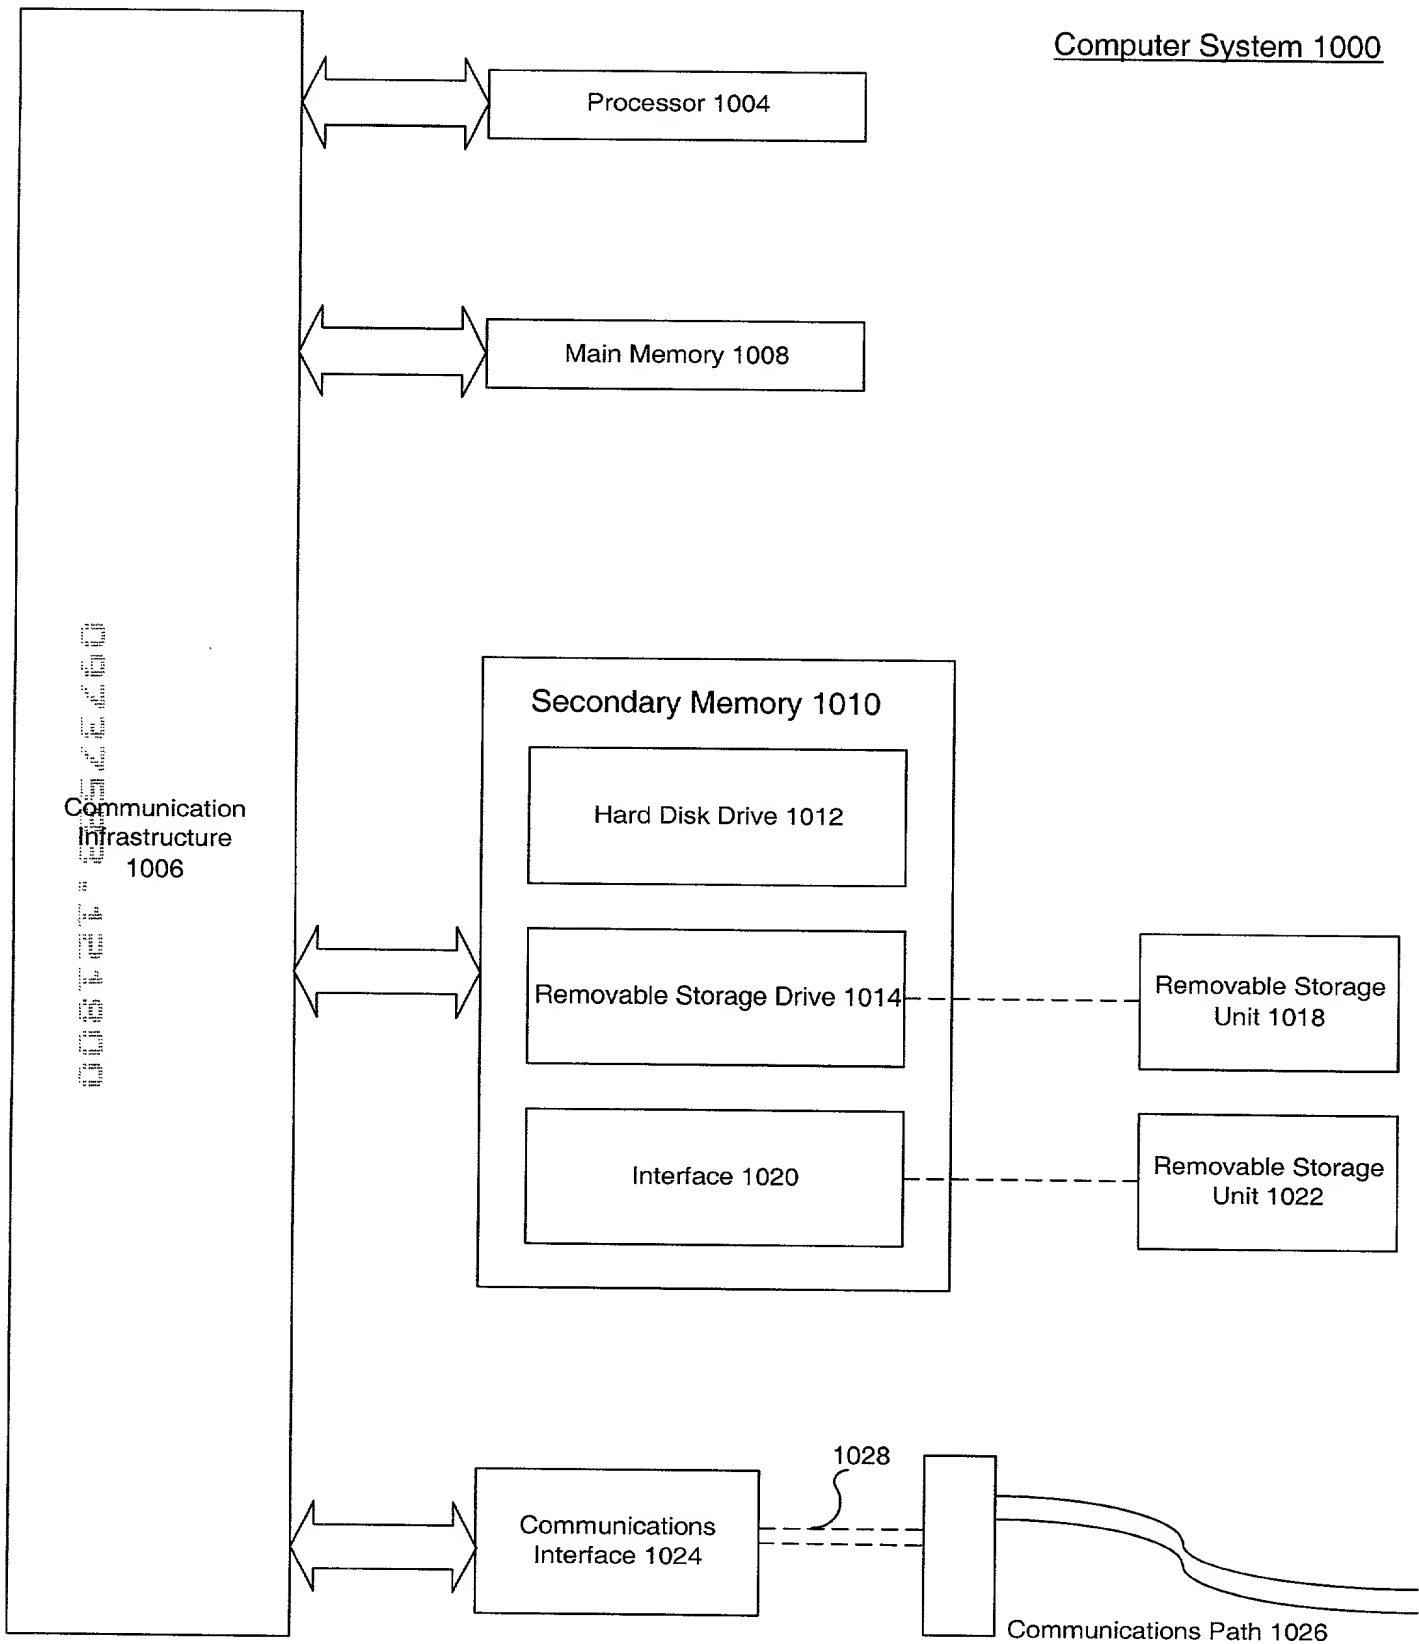 Computer System 1000
Processor 1004
Main Memory 1008
Secondary Memory 1010
Hard Disk Drive 1012
Communication
Infrastructure
1006
Removable Storage Drive 1014
Removable Storage
Unit 1018
Interface 1020
Removable Storage
Unit 1022
1028
Communications
Interface 1024
Communications Path 1026